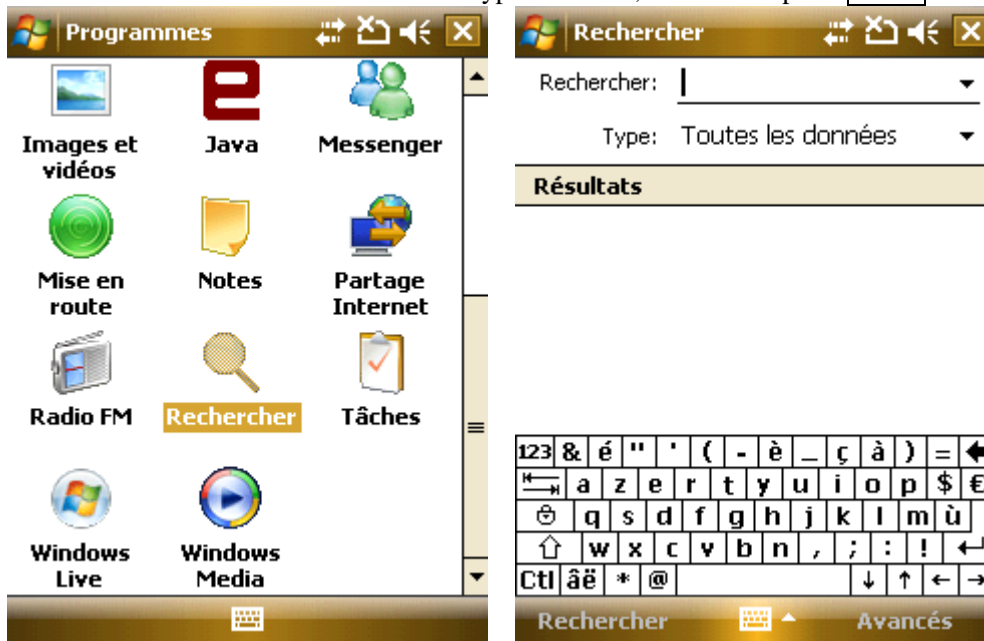 Programmes
Images et vidéos
Java
Messenger
Mise en route
Notes
Partage Internet
Radio FM
Rechercher
Tâches
Windows Live
Windows Media
Rechercher
Rechercher:
Type: Toutes les données
Résultats
123 & é " ' ( - è _ ç à ) =
a z e r t y u i o p $ €
q s d f g h j k l m ù
w x c v b n , ; : !
Ctl âë * @ ↓ ↑ ← →
Rechercher Avancés